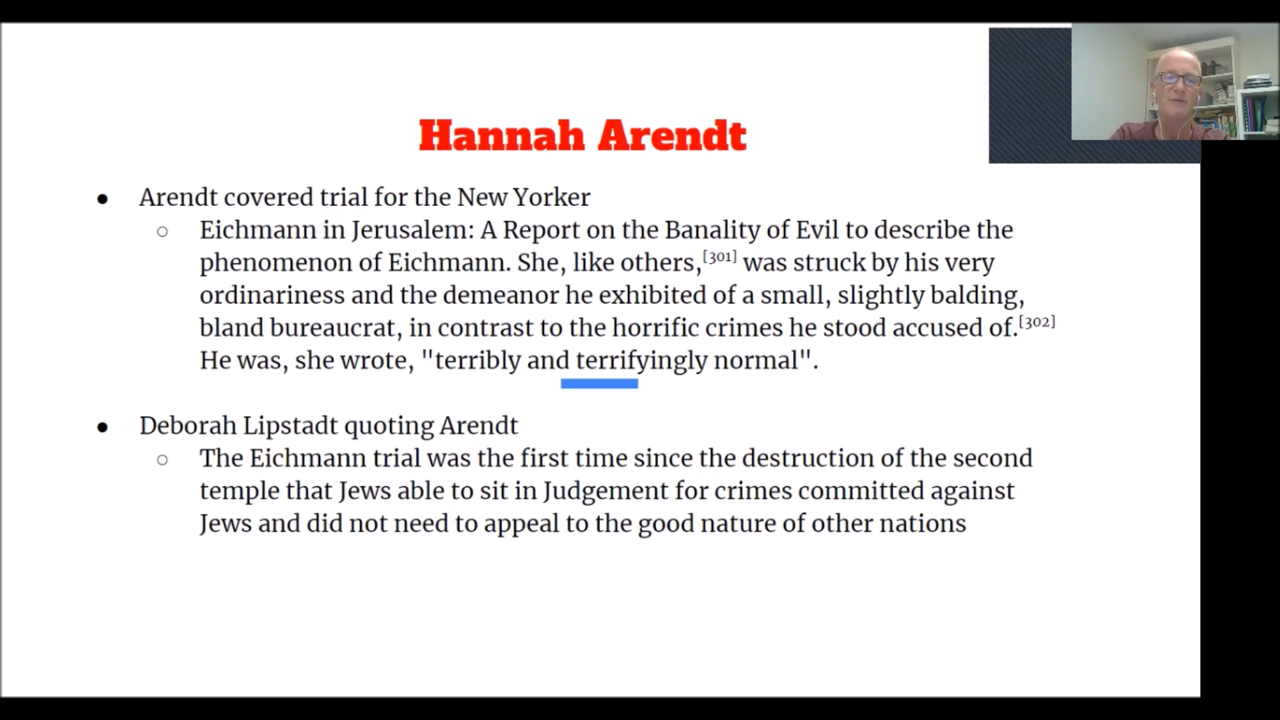 Hannah Arendt
● Arendt covered trial for the New Yorker
○ Eichmann in Jerusalem: A Report on the Banality of Evil to describe the
phenomenon of Eichmann. She, like others,[301] was struck by his very
ordinariness and the demeanor he exhibited of a small, slightly balding,
bland bureaucrat, in contrast to the horrific crimes he stood accused of.[302]
He was, she wrote, "terribly and terrifyingly normal".
● Deborah Lipstadt quoting Arendt
○ The Eichmann trial was the first time since the destruction of the second
temple that Jews able to sit in Judgement for crimes committed against
Jews and did not need to appeal to the good nature of other nations